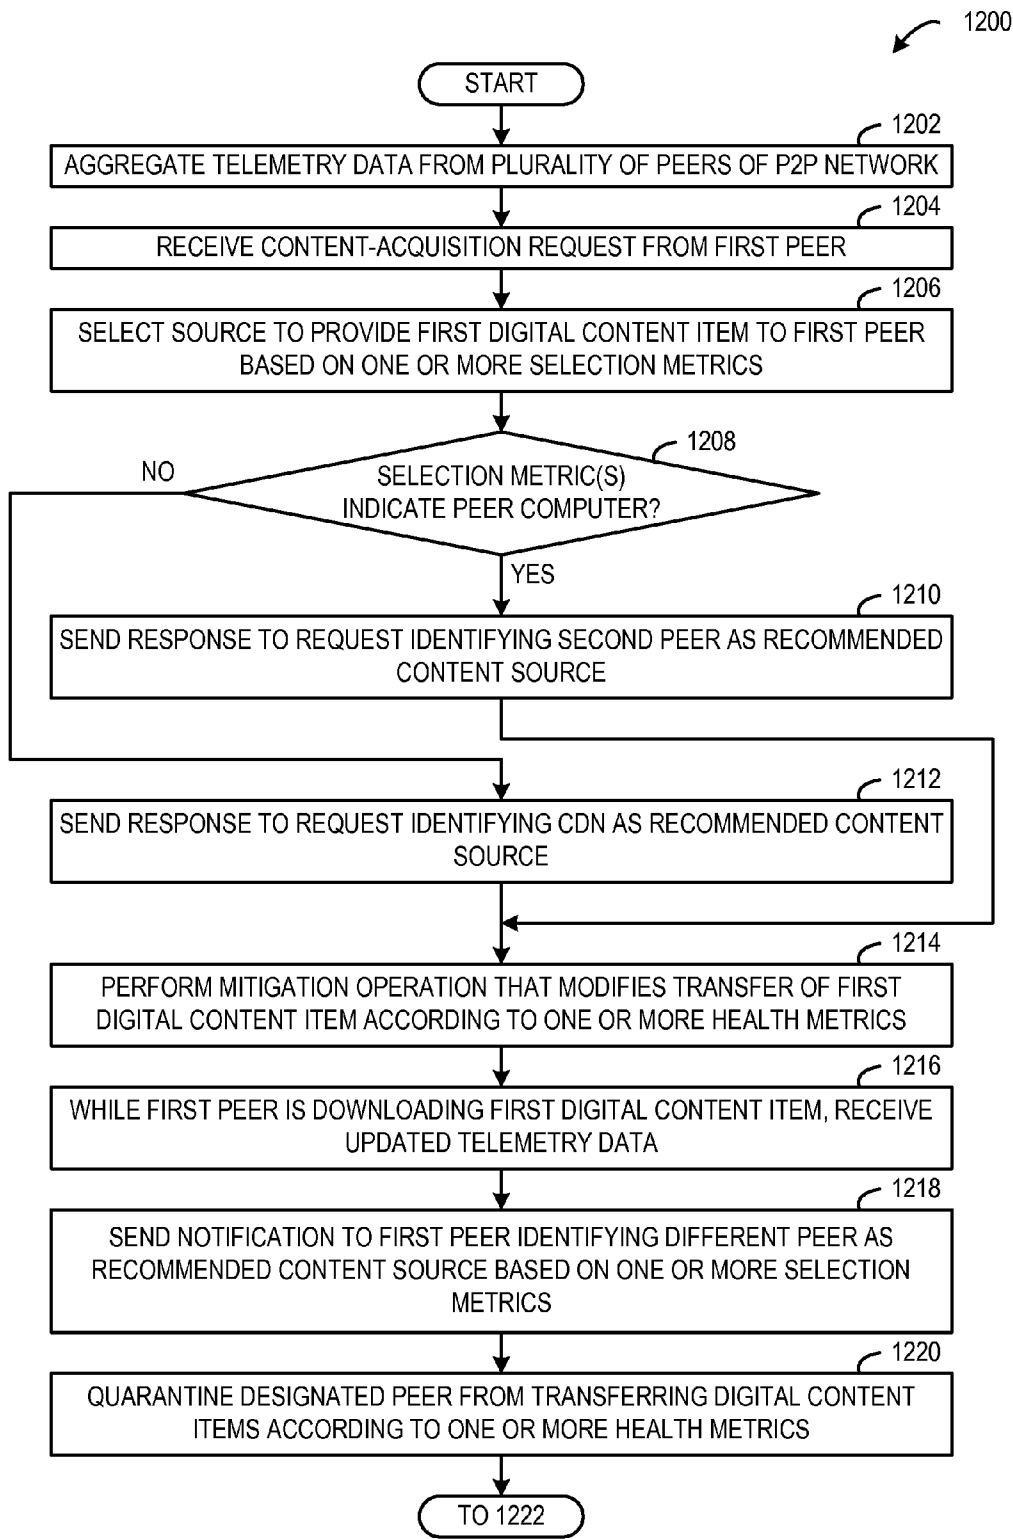 1200
START
1202
AGGREGATE TELEMETRY DATA FROM PLURALITY OF PEERS OF P2P NETWORK
1204
RECEIVE CONTENT-ACQUISITION REQUEST FROM FIRST PEER
1206
SELECT SOURCE TO PROVIDE FIRST DIGITAL CONTENT ITEM TO FIRST PEER
BASED ON ONE OR MORE SELECTION METRICS
1208
NO
SELECTION METRIC(S)
INDICATE PEER COMPUTER?
YES
1210
SEND RESPONSE TO REQUEST IDENTIFYING SECOND PEER AS RECOMMENDED
CONTENT SOURCE
1212
SEND RESPONSE TO REQUEST IDENTIFYING CDN AS RECOMMENDED CONTENT
SOURCE
1214
PERFORM MITIGATION OPERATION THAT MODIFIES TRANSFER OF FIRST
DIGITAL CONTENT ITEM ACCORDING TO ONE OR MORE HEALTH METRICS
1216
WHILE FIRST PEER IS DOWNLOADING FIRST DIGITAL CONTENT ITEM, RECEIVE
UPDATED TELEMETRY DATA
1218
SEND NOTIFICATION TO FIRST PEER IDENTIFYING DIFFERENT PEER AS
RECOMMENDED CONTENT SOURCE BASED ON ONE OR MORE SELECTION
METRICS
1220
QUARANTINE DESIGNATED PEER FROM TRANSFERRING DIGITAL CONTENT
ITEMS ACCORDING TO ONE OR MORE HEALTH METRICS
TO 1222